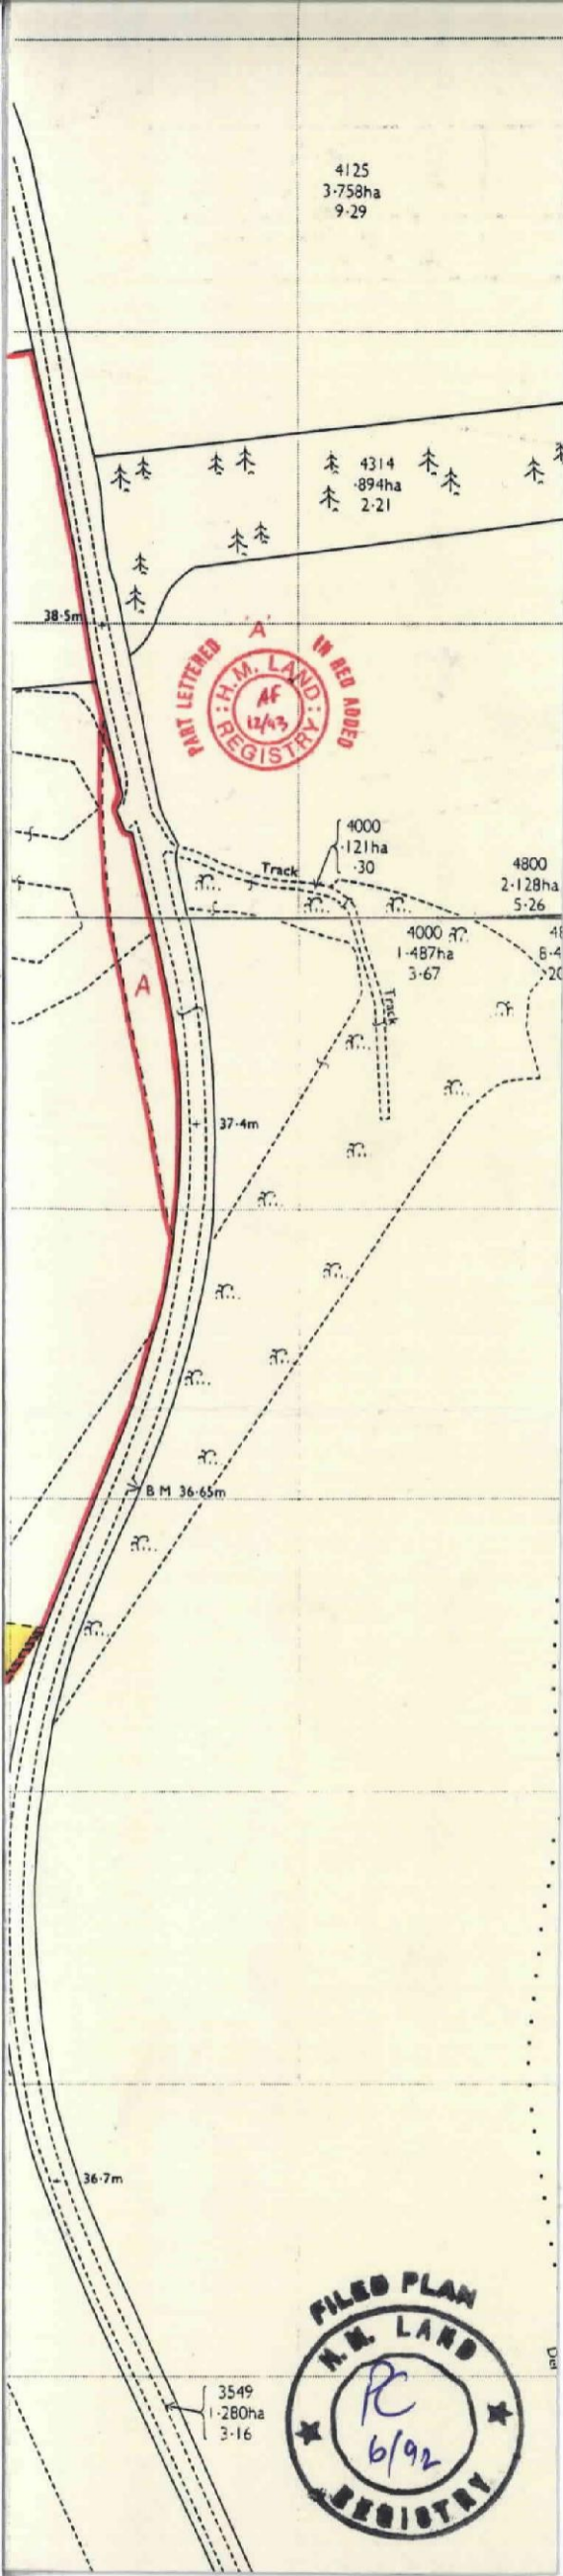 4125
3·758ha
9·29
4314
·894ha
2·21
38·5m
PART LETTERED 'A' IN RED ADDED
H.M. LAND REGISTRY
AF
12/93
4000
·121ha
·30
Track
4800
2·128ha
5·26
4000
1·487ha
3·67
Track
A
37·4m
B M 36·65m
36·7m
FILED PLAN
H.M. LAND REGISTRY
PC
6/92
3549
1·280ha
3·16